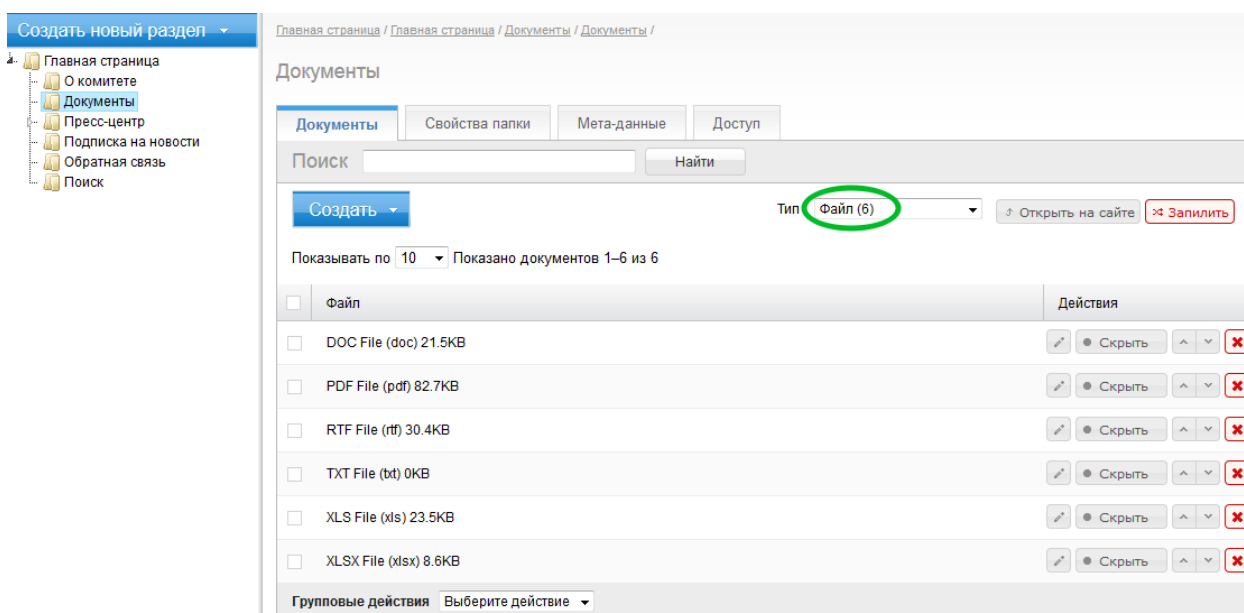 Создать новый раздел
Главная страница
О комитете
Документы
Пресс-центр
Подписка на новости
Обратная связь
Поиск
Главная страница / Главная страница / Документы / Документы /
Документы
Документы Свойства папки Мета-данные Доступ
Поиск Найти
Создать Тип Файл (6) Открыть на сайте Запилить
Показывать по 10 Показано документов 1–6 из 6
Файл Действия
DOC File (doc) 21.5KB Скрыть
PDF File (pdf) 82.7KB Скрыть
RTF File (rtf) 30.4KB Скрыть
TXT File (txt) 0KB Скрыть
XLS File (xls) 23.5KB Скрыть
XLSX File (xlsx) 8.6KB Скрыть
Групповые действия Выберите действие